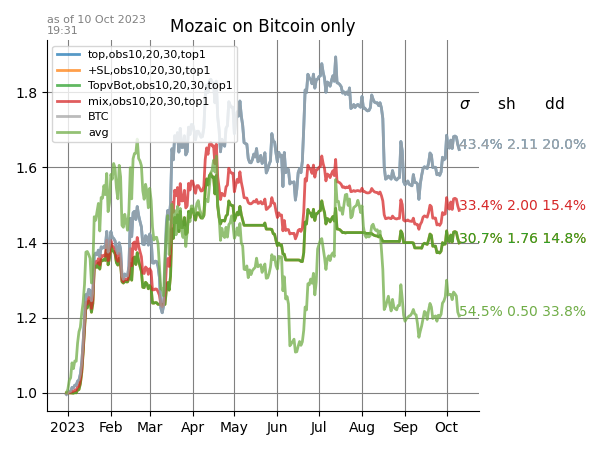 as of 10 Oct 2023
19:31
Mozaic on Bitcoin only
top,obs10,20,30,top1
+SL,obs10,20,30,top1
TopvBot,obs10,20,30,top1
mix,obs10,20,30,top1
BTC
avg
σ sh dd
1.8
43.4% 2.11 20.0%
1.6
33.4% 2.00 15.4%
1.4
30.7% 1.76 14.8%
54.5% 0.50 33.8%
1.2
1.0
2023 Feb Mar Apr May Jun Jul Aug Sep Oct